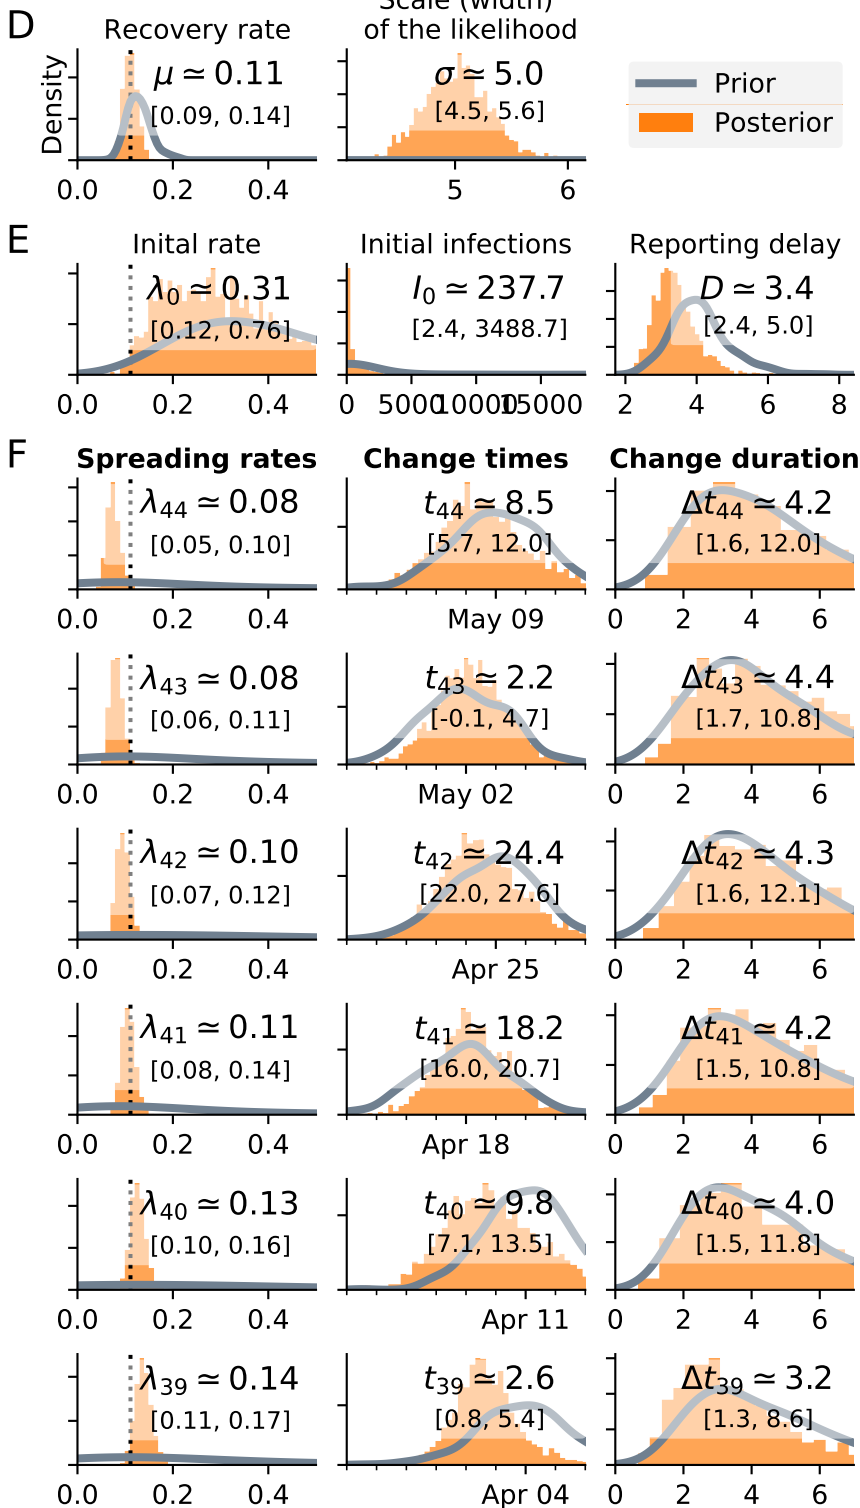 D
Scale (width)
Recovery rate
of the likelihood
Density
μ ≃ 0.11
[0.09, 0.14]
σ ≃ 5.0
[4.5, 5.6]
Prior
Posterior
0.0 0.2 0.4
5 6
E
Inital rate
Initial infections
Reporting delay
λ0 ≃ 0.31
[0.12, 0.76]
I0 ≃ 237.7
[2.4, 3488.7]
D ≃ 3.4
[2.4, 5.0]
0.0 0.2 0.4
0 5000 10000 15000
2 4 6 8
F
Spreading rates
Change times
Change duration
λ44 ≃ 0.08
[0.05, 0.10]
t44 ≃ 8.5
[5.7, 12.0]
Δt44 ≃ 4.2
[1.6, 12.0]
0.0 0.2 0.4
May 09
0 2 4 6
λ43 ≃ 0.08
[0.06, 0.11]
t43 ≃ 2.2
[-0.1, 4.7]
Δt43 ≃ 4.4
[1.7, 10.8]
0.0 0.2 0.4
May 02
0 2 4 6
λ42 ≃ 0.10
[0.07, 0.12]
t42 ≃ 24.4
[22.0, 27.6]
Δt42 ≃ 4.3
[1.6, 12.1]
0.0 0.2 0.4
Apr 25
0 2 4 6
λ41 ≃ 0.11
[0.08, 0.14]
t41 ≃ 18.2
[16.0, 20.7]
Δt41 ≃ 4.2
[1.5, 10.8]
0.0 0.2 0.4
Apr 18
0 2 4 6
λ40 ≃ 0.13
[0.10, 0.16]
t40 ≃ 9.8
[7.1, 13.5]
Δt40 ≃ 4.0
[1.5, 11.8]
0.0 0.2 0.4
Apr 11
0 2 4 6
λ39 ≃ 0.14
[0.11, 0.17]
t39 ≃ 2.6
[0.8, 5.4]
Δt39 ≃ 3.2
[1.3, 8.6]
0.0 0.2 0.4
Apr 04
0 2 4 6